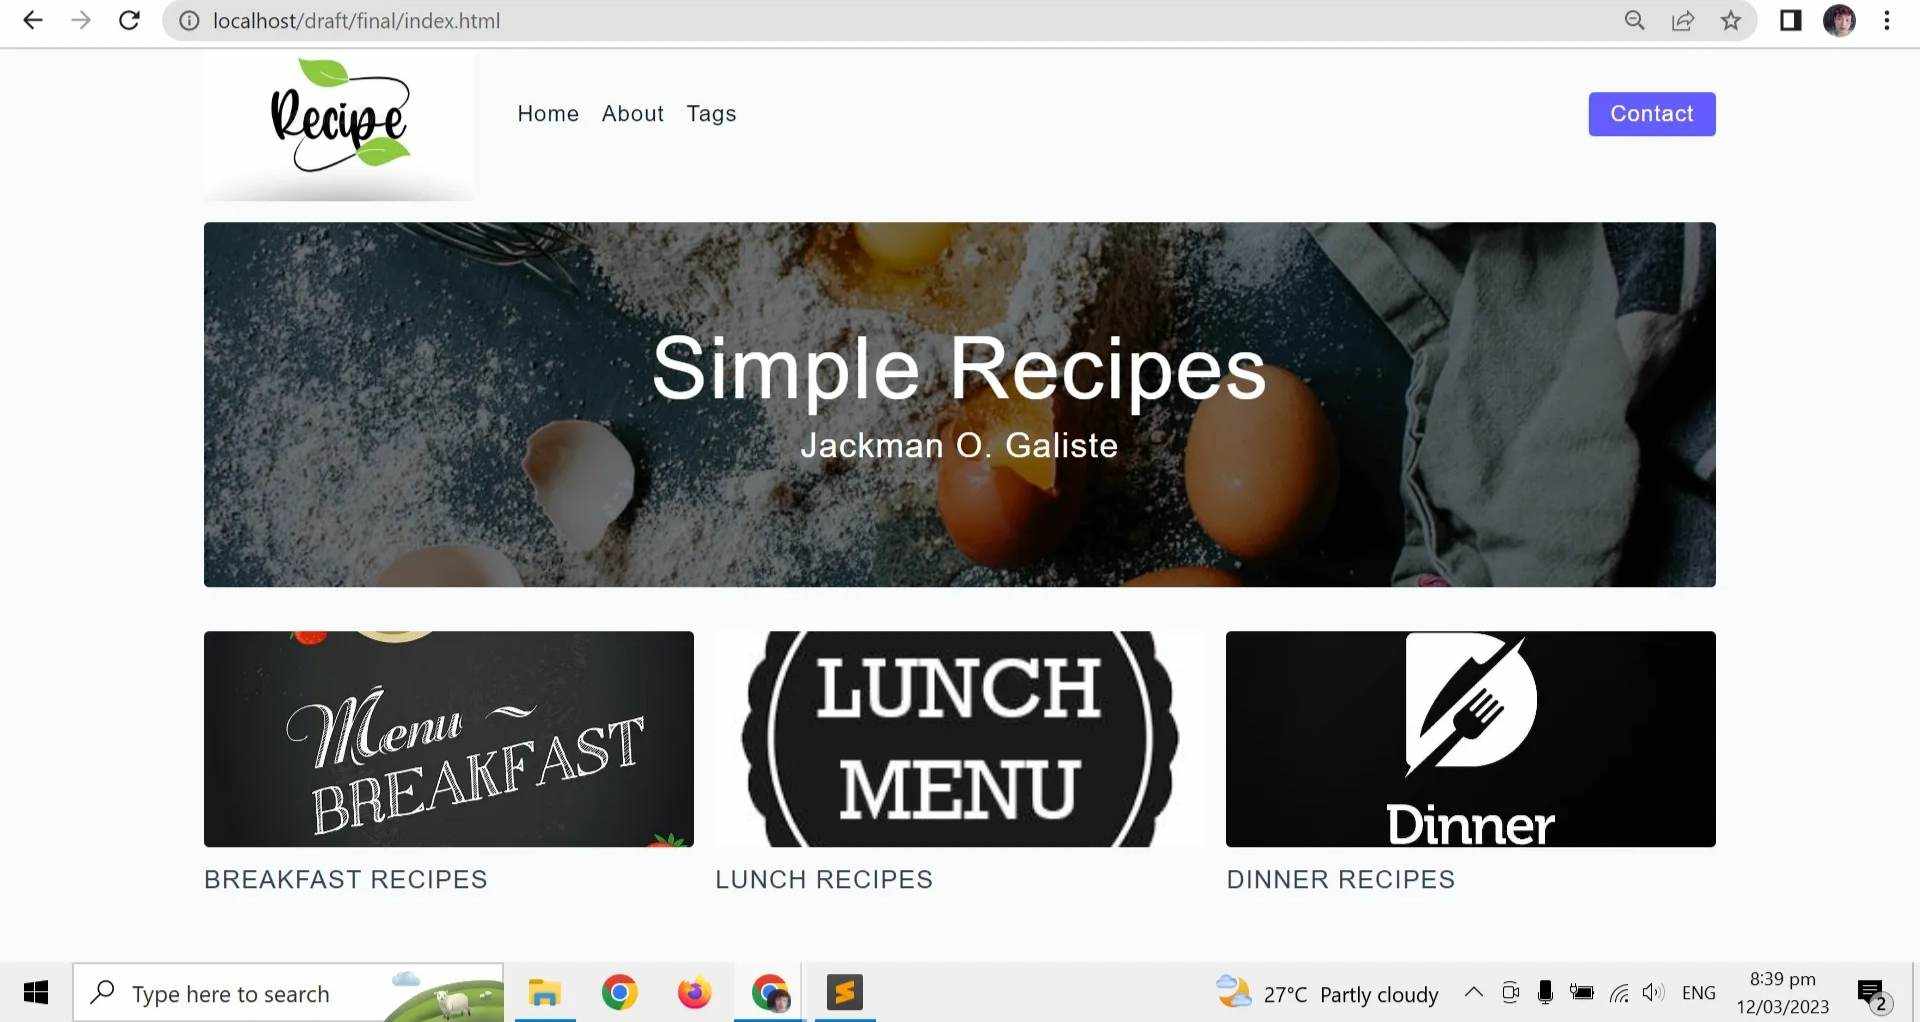 localhost/draft/final/index.html
Recipe
Home About Tags
Contact
Simple Recipes
Jackman O. Galiste
Menu
BREAKFAST
LUNCH
MENU
Dinner
BREAKFAST RECIPES
LUNCH RECIPES
DINNER RECIPES
Type here to search
27°C Partly cloudy
ENG
8:39 pm
12/03/2023
2